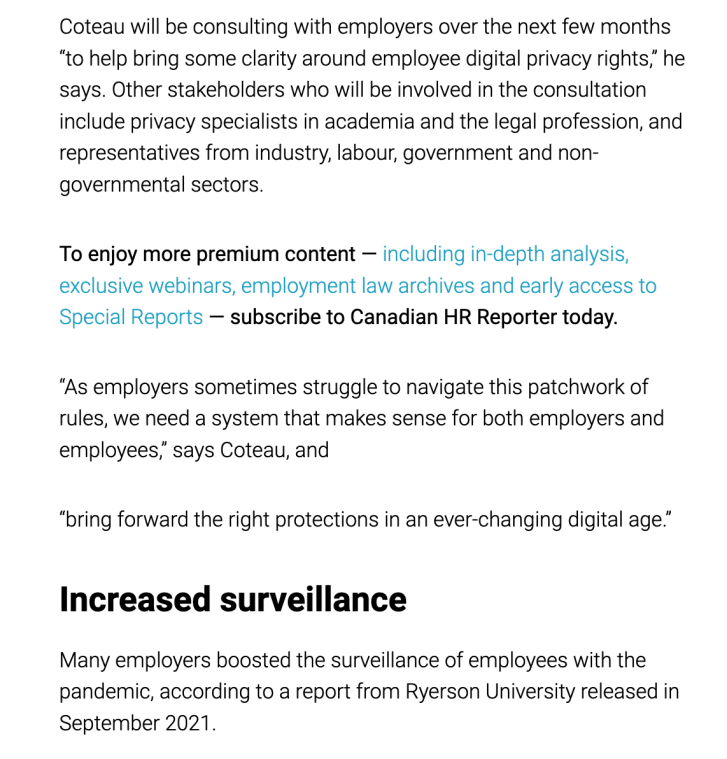 Coteau will be consulting with employers over the next few months
“to help bring some clarity around employee digital privacy rights,” he
says. Other stakeholders who will be involved in the consultation
include privacy specialists in academia and the legal profession, and
representatives from industry, labour, government and non-
governmental sectors.
To enjoy more premium content — including in-depth analysis,
exclusive webinars, employment law archives and early access to
Special Reports — subscribe to Canadian HR Reporter today.
“As employers sometimes struggle to navigate this patchwork of
rules, we need a system that makes sense for both employers and
employees,” says Coteau, and
“bring forward the right protections in an ever-changing digital age.”
Increased surveillance
Many employers boosted the surveillance of employees with the
pandemic, according to a report from Ryerson University released in
September 2021.